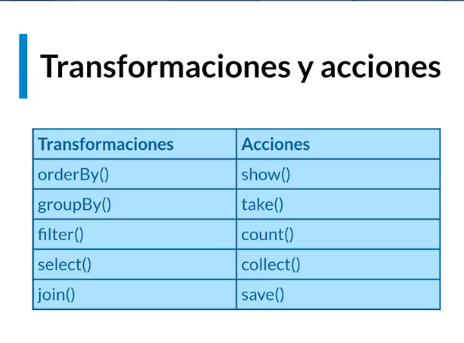 Transformaciones y acciones
Transformaciones Acciones
orderBy() show()
groupBy() take()
filter() count()
select() collect()
join() save()